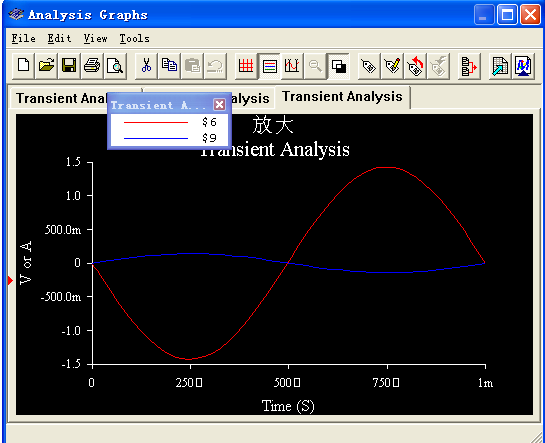 Analysis Graphs
File Edit View Tools
Transient Ana alysis Transient Analysis
Transient A...
$6
$9
放大
Transient Analysis
1.5
1.0
500.0m
0
-500.0m
-1.0
-1.5
V or A
0 250□ 500□ 750□ 1m
Time (S)